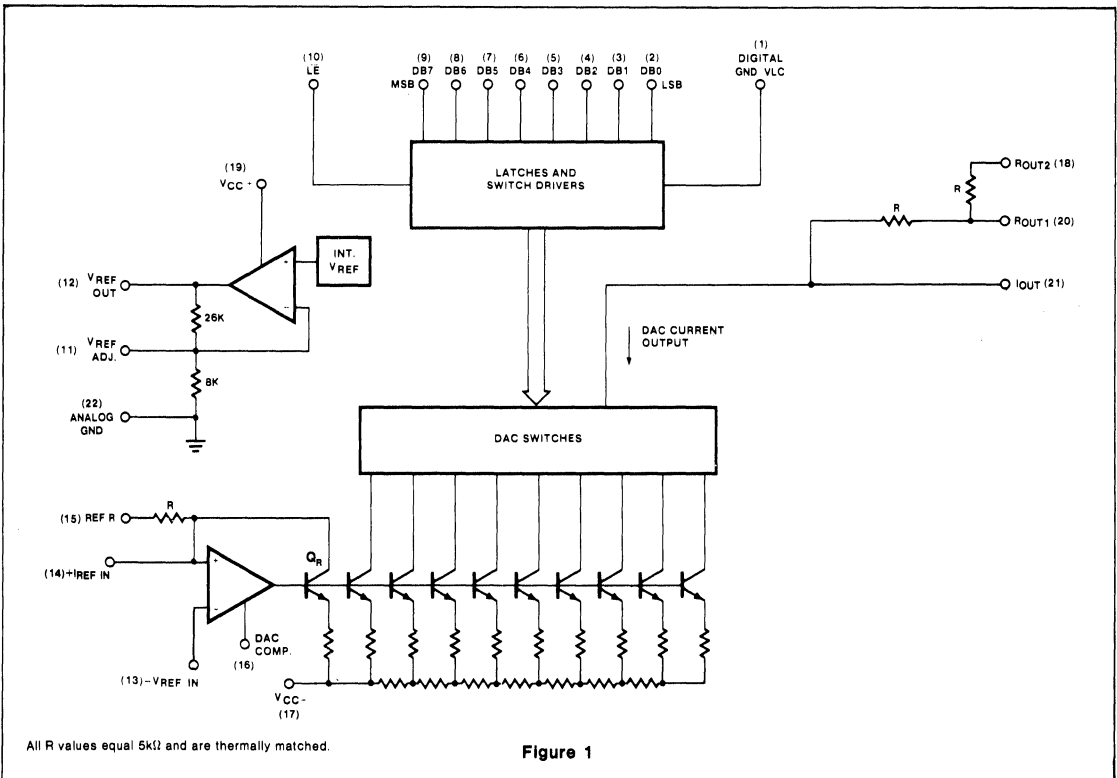 (10) LE
(9) DB7
(8) DB6
(7) DB5
(6) DB4
(5) DB3
(4) DB2
(3) DB1
(2) DB0
(1) DIGITAL GND VLC
MSB
LSB
LATCHES AND
SWITCH DRIVERS
(19)
VCC +
INT.
VREF
+
−
(12) VREF OUT
26K
(11) VREF ADJ.
8K
(22)
ANALOG
GND
ROUT2 (18)
R
R
ROUT1 (20)
IOUT (21)
DAC CURRENT
OUTPUT
DAC SWITCHES
(15) REF R
R
(14)+IREF IN
+
−
QR
DAC
COMP.
(16)
(13)−VREF IN
VCC−
(17)
All R values equal 5kΩ and are thermally matched.
Figure 1